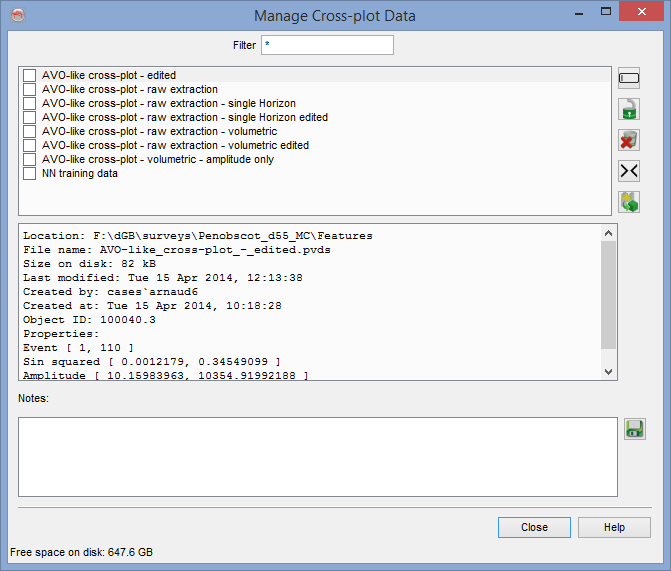 Manage Cross-plot Data
Filter *
AVO-like cross-plot - edited
AVO-like cross-plot - raw extraction
AVO-like cross-plot - raw extraction - single Horizon
AVO-like cross-plot - raw extraction - single Horizon edited
AVO-like cross-plot - raw extraction - volumetric
AVO-like cross-plot - raw extraction - volumetric edited
AVO-like cross-plot - volumetric - amplitude only
NN training data
Location: F:\dGB\surveys\Penobscot_d55_MC\Features
File name: AVO-like_cross-plot_-_edited.pvds
Size on disk: 82 kB
Last modified: Tue 15 Apr 2014, 12:13:38
Created by: cases`arnaud6
Created at: Tue 15 Apr 2014, 10:18:28
Object ID: 100040.3
Properties:
Event [ 1, 110 ]
Sin squared [ 0.0012179, 0.34549099 ]
Amplitude [ 10.15983963, 10354.91992188 ]
Notes:
Close Help
Free space on disk: 647.6 GB